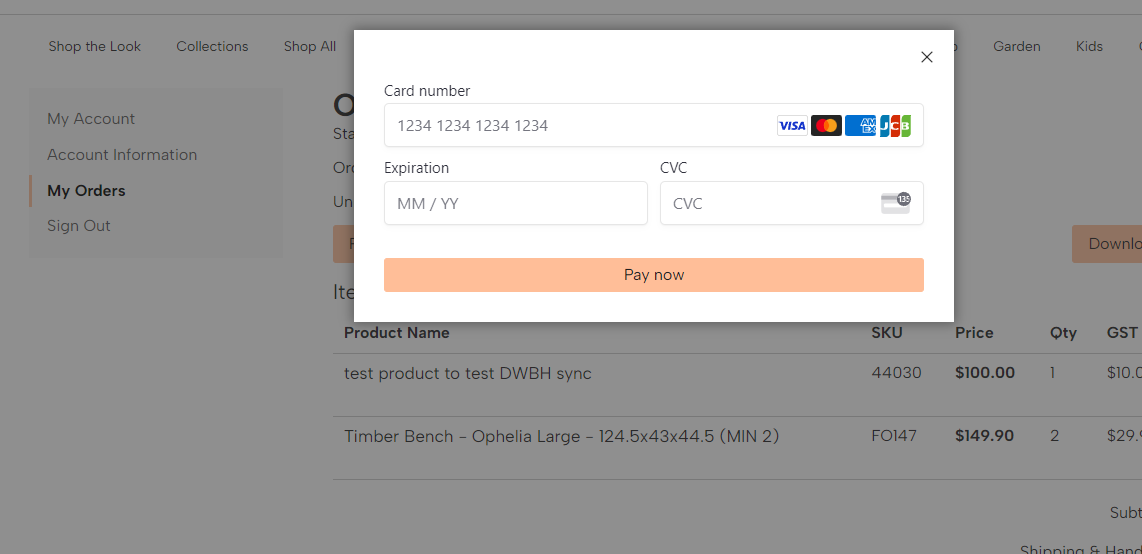 Shop the Look Collections Shop All Garden Kids
My Account
Account Information
My Orders
Sign Out
Card number
1234 1234 1234 1234 VISA AM EX JCB
Expiration CVC
MM / YY CVC 135
Pay now
Product Name SKU Price Qty GST
test product to test DWBH sync 44030 $100.00 1 $10.0
Timber Bench - Ophelia Large - 124.5x43x44.5 (MIN 2) FO147 $149.90 2 $29.9
Subt
Shipping & Hand
Downlo